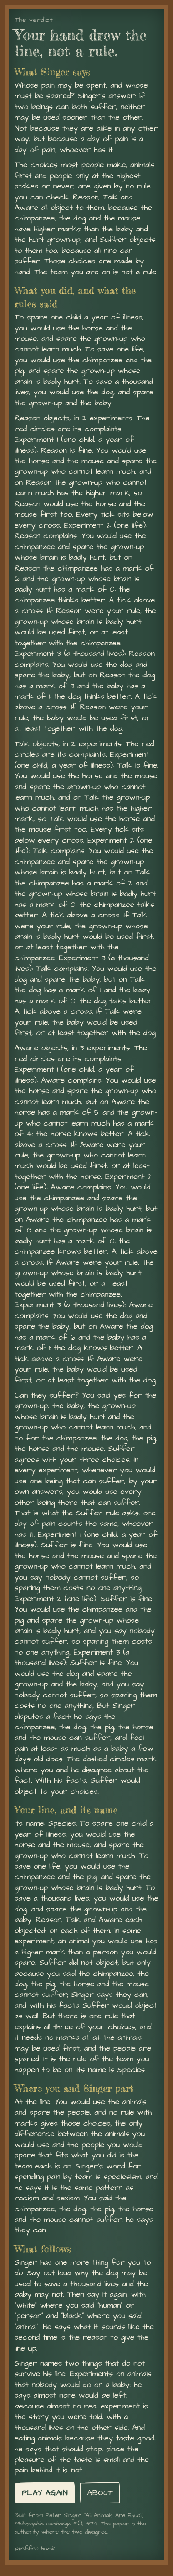 The verdict
Your hand drew the
line, not a rule.
What Singer says
Whose pain may be spent, and whose
must be spared? Singer's answer: if
two beings can both suffer, neither
may be used sooner than the other.
Not because they are alike in any other
way, but because a day of pain is a
day of pain, whoever has it.
The choices most people make, animals
first and people only at the highest
stakes or never, are given by no rule
you can check. Reason, Talk and
Aware all object to them, because the
chimpanzee, the dog and the mouse
have higher marks than the baby and
the hurt grown-up, and Suffer objects
to them too, because all nine can
suffer. Those choices are made by
hand. The team you are on is not a rule.
What you did, and what the
rules said
To spare one child a year of illness,
you would use the horse and the
mouse, and spare the grown-up who
cannot learn much. To save one life,
you would use the chimpanzee and the
pig, and spare the grown-up whose
brain is badly hurt. To save a thousand
lives, you would use the dog, and spare
the grown-up and the baby.
Reason objects, in 2 experiments. The
red circles are its complaints.
Experiment 1 (one child, a year of
illness). Reason is fine. You would use
the horse and the mouse and spare the
grown-up who cannot learn much, and
on Reason the grown-up who cannot
learn much has the higher mark, so
Reason would use the horse and the
mouse first too. Every tick sits below
every cross. Experiment 2 (one life).
Reason complains. You would use the
chimpanzee and spare the grown-up
whose brain is badly hurt, but on
Reason the chimpanzee has a mark of
6 and the grown-up whose brain is
badly hurt has a mark of 0: the
chimpanzee thinks better. A tick above
a cross. If Reason were your rule, the
grown-up whose brain is badly hurt
would be used first, or at least
together with the chimpanzee.
Experiment 3 (a thousand lives). Reason
complains. You would use the dog and
spare the baby, but on Reason the dog
has a mark of 3 and the baby has a
mark of 1: the dog thinks better. A tick
above a cross. If Reason were your
rule, the baby would be used first, or
at least together with the dog.
Talk objects, in 2 experiments. The red
circles are its complaints. Experiment 1
(one child, a year of illness). Talk is fine.
You would use the horse and the mouse
and spare the grown-up who cannot
learn much, and on Talk the grown-up
who cannot learn much has the higher
mark, so Talk would use the horse and
the mouse first too. Every tick sits
below every cross. Experiment 2 (one
life). Talk complains. You would use the
chimpanzee and spare the grown-up
whose brain is badly hurt, but on Talk
the chimpanzee has a mark of 2 and
the grown-up whose brain is badly hurt
has a mark of 0: the chimpanzee talks
better. A tick above a cross. If Talk
were your rule, the grown-up whose
brain is badly hurt would be used first,
or at least together with the
chimpanzee. Experiment 3 (a thousand
lives). Talk complains. You would use the
dog and spare the baby, but on Talk
the dog has a mark of 1 and the baby
has a mark of 0: the dog talks better.
A tick above a cross. If Talk were
your rule, the baby would be used
first, or at least together with the dog.
Aware objects, in 3 experiments. The
red circles are its complaints.
Experiment 1 (one child, a year of
illness). Aware complains. You would use
the horse and spare the grown-up who
cannot learn much, but on Aware the
horse has a mark of 5 and the grown-
up who cannot learn much has a mark
of 4: the horse knows better. A tick
above a cross. If Aware were your
rule, the grown-up who cannot learn
much would be used first, or at least
together with the horse. Experiment 2
(one life). Aware complains. You would
use the chimpanzee and spare the
grown-up whose brain is badly hurt, but
on Aware the chimpanzee has a mark
of 8 and the grown-up whose brain is
badly hurt has a mark of 0: the
chimpanzee knows better. A tick above
a cross. If Aware were your rule, the
grown-up whose brain is badly hurt
would be used first, or at least
together with the chimpanzee.
Experiment 3 (a thousand lives). Aware
complains. You would use the dog and
spare the baby, but on Aware the dog
has a mark of 6 and the baby has a
mark of 1: the dog knows better. A
tick above a cross. If Aware were
your rule, the baby would be used
first, or at least together with the dog.
Can they suffer? You said yes for the
grown-up, the baby, the grown-up
whose brain is badly hurt and the
grown-up who cannot learn much, and
no for the chimpanzee, the dog, the pig,
the horse and the mouse. Suffer
agrees with your three choices. In
every experiment, whenever you would
use one being that can suffer, by your
own answers, you would use every
other being there that can suffer.
That is what the Suffer rule asks: one
day of pain counts the same, whoever
has it. Experiment 1 (one child, a year of
illness). Suffer is fine. You would use
the horse and the mouse and spare the
grown-up who cannot learn much, and
you say nobody cannot suffer, so
sparing them costs no one anything.
Experiment 2 (one life). Suffer is fine.
You would use the chimpanzee and the
pig and spare the grown-up whose
brain is badly hurt, and you say nobody
cannot suffer, so sparing them costs
no one anything. Experiment 3 (a
thousand lives). Suffer is fine. You
would use the dog and spare the
grown-up and the baby, and you say
nobody cannot suffer, so sparing them
costs no one anything. But Singer
disputes a fact: he says the
chimpanzee, the dog, the pig, the horse
and the mouse can suffer, and feel
pain at least as much as a baby a few
days old does. The dashed circles mark
where you and he disagree about the
fact. With his facts, Suffer would
object to your choices.
Your line, and its name
Its name: Species. To spare one child a
year of illness, you would use the
horse and the mouse, and spare the
grown-up who cannot learn much. To
save one life, you would use the
chimpanzee and the pig, and spare the
grown-up whose brain is badly hurt. To
save a thousand lives, you would use the
dog, and spare the grown-up and the
baby. Reason, Talk and Aware each
objected: on each of them, in some
experiment, an animal you would use has
a higher mark than a person you would
spare. Suffer did not object, but only
because you said the chimpanzee, the
dog, the pig, the horse and the mouse
cannot suffer; Singer says they can,
and with his facts Suffer would object
as well. But there is one rule that
explains all three of your choices, and
it needs no marks at all: the animals
may be used first, and the people are
spared. It is the rule of the team you
happen to be on. Its name is Species.
Where you and Singer part
At the line. You would use the animals
and spare the people, and no rule with
marks gives those choices; the only
difference between the animals you
would use and the people you would
spare that fits what you did is the
team each is on. Singer's word for
spending pain by team is speciesism, and
he says it is the same pattern as
racism and sexism. You said the
chimpanzee, the dog, the pig, the horse
and the mouse cannot suffer; he says
they can.
What follows
Singer has one more thing for you to
do. Say out loud why the dog may be
used to save a thousand lives and the
baby may not. Then say it again, with
"white" where you said "human" or
"person" and "black" where you said
"animal". He says what it sounds like the
second time is the reason to give the
line up.
Singer names two things that do not
survive his line. Experiments on animals
that nobody would do on a baby: he
says almost none would be left,
because almost no real experiment is
the story you were told, with a
thousand lives on the other side. And
eating animals because they taste good:
he says that should stop, since the
pleasure of the taste is small and the
pain behind it is not.
PLAY AGAIN
ABOUT
Built from Peter Singer, "All Animals Are Equal",
Philosophic Exchange 5(1), 1974. The paper is the
authority where the two disagree.
steffen huck